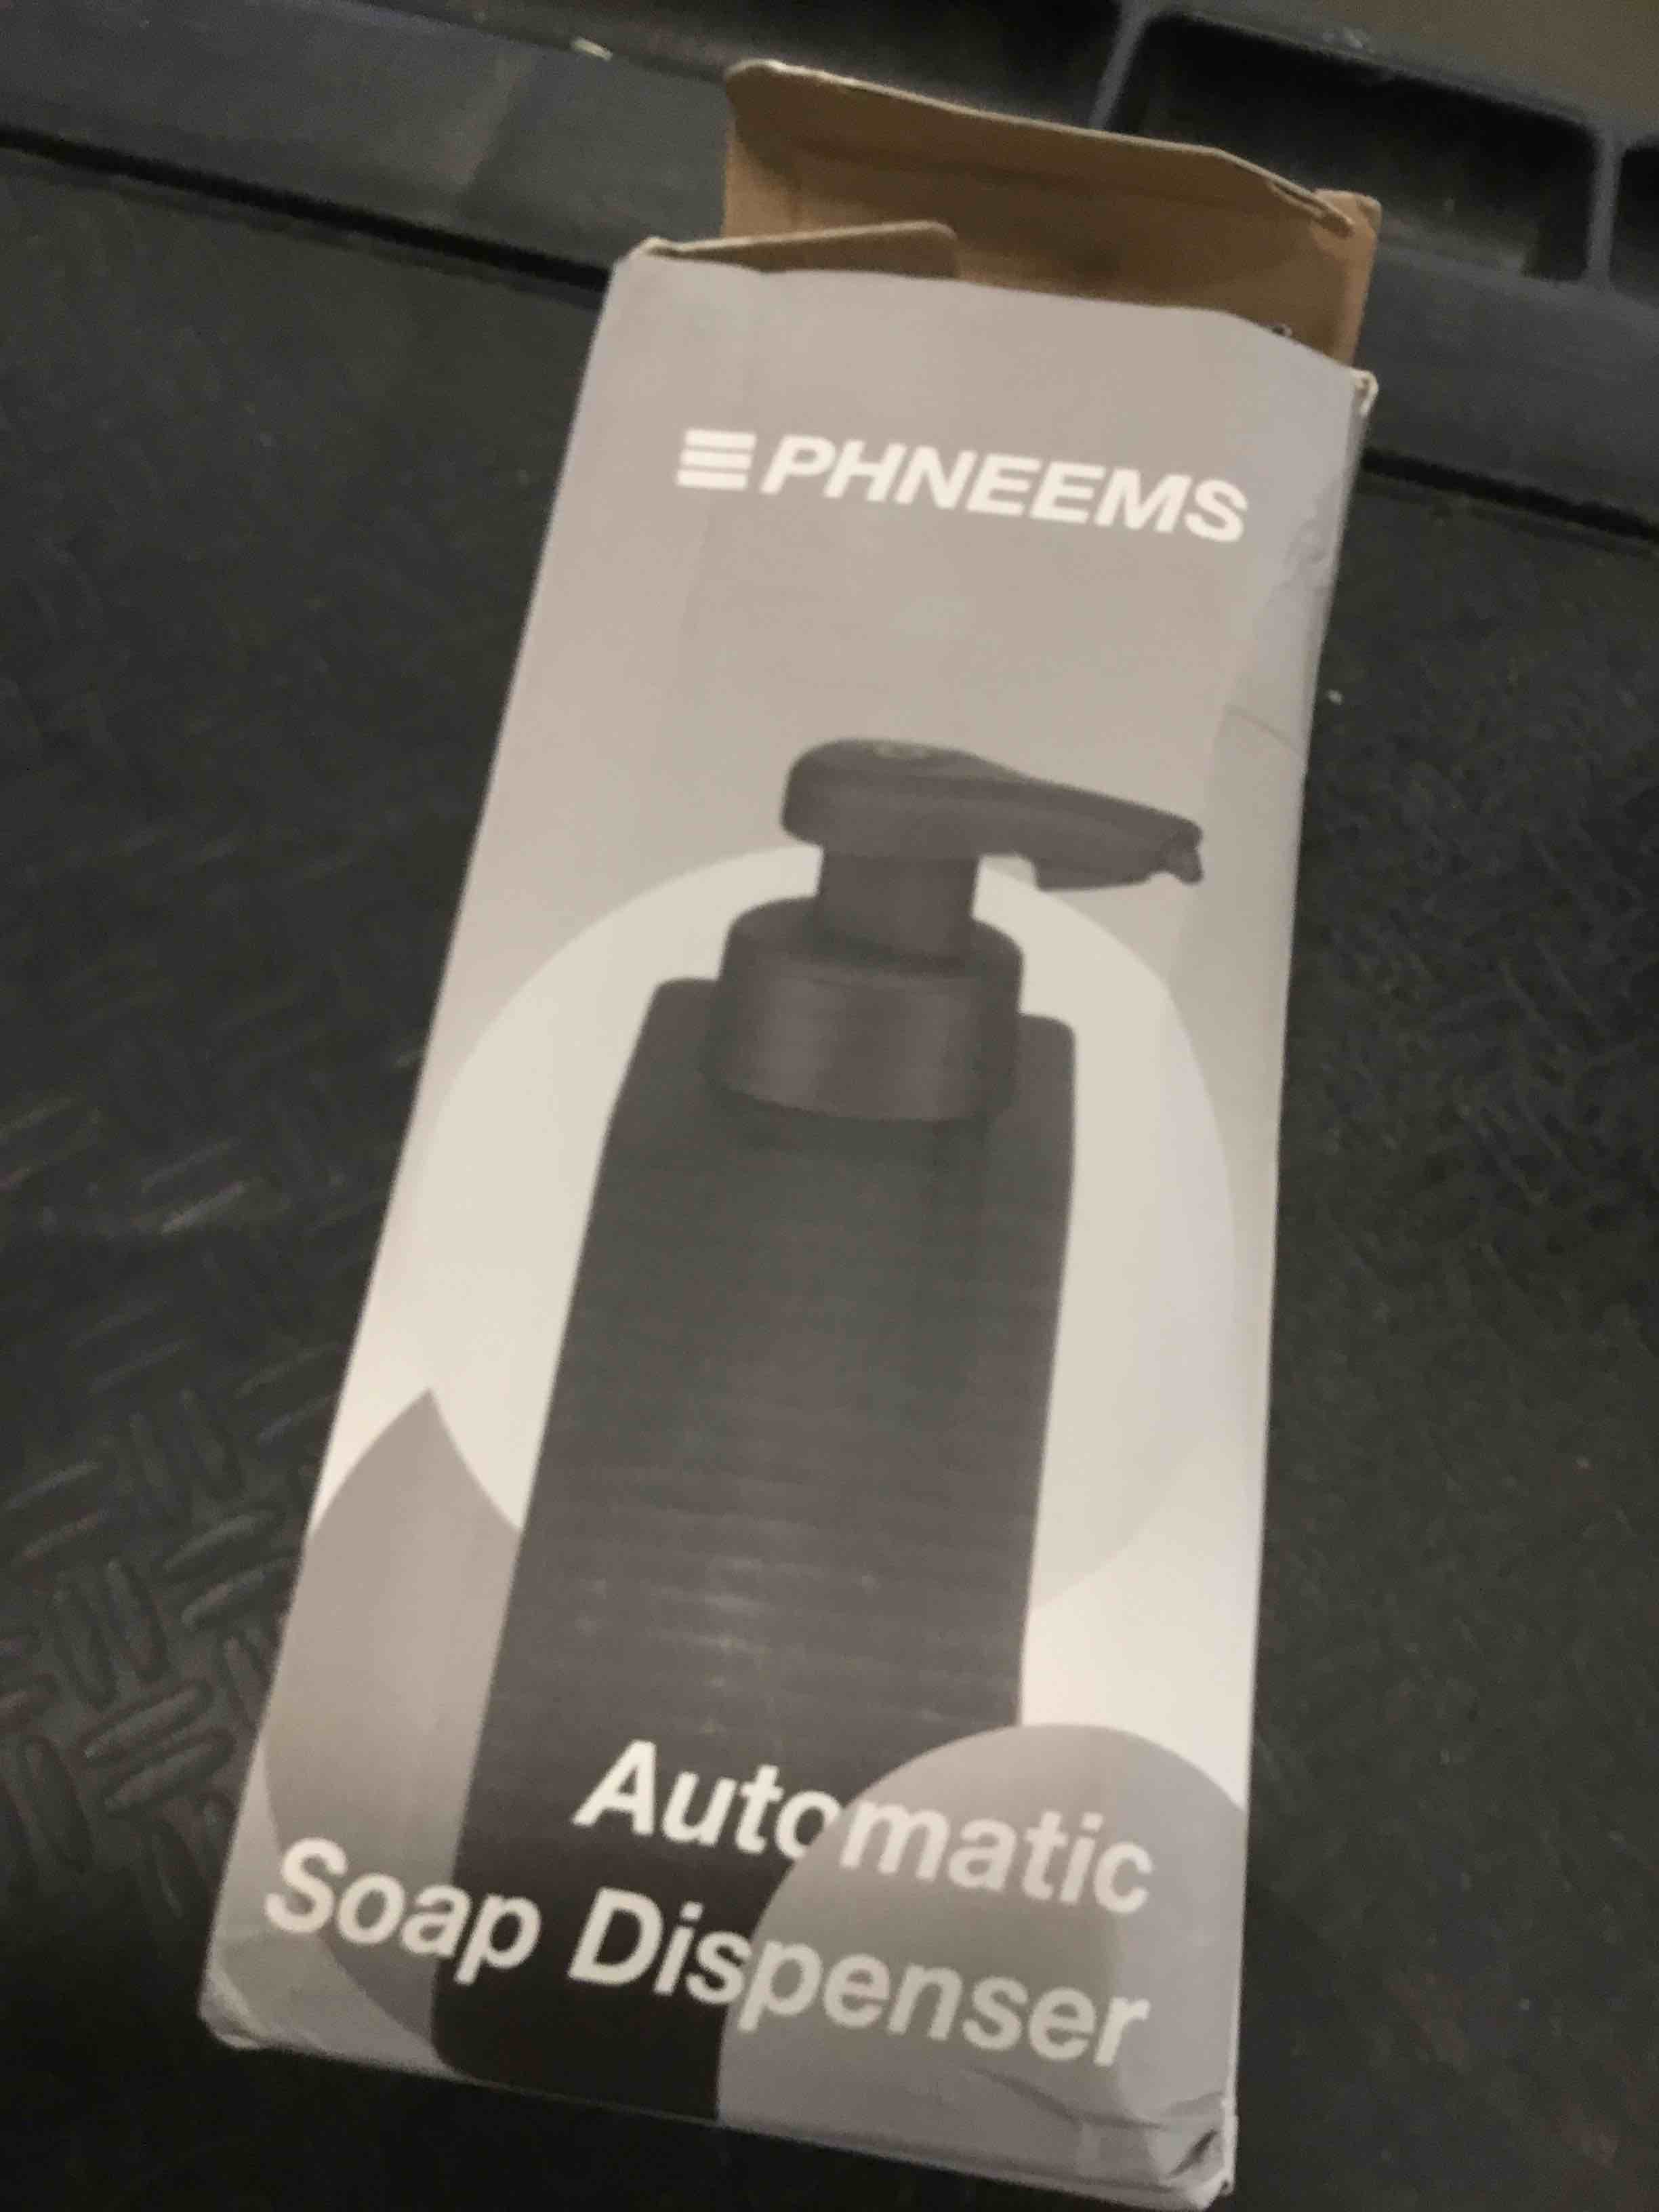 PHNEEMS
Automatic
Soap Dispenser